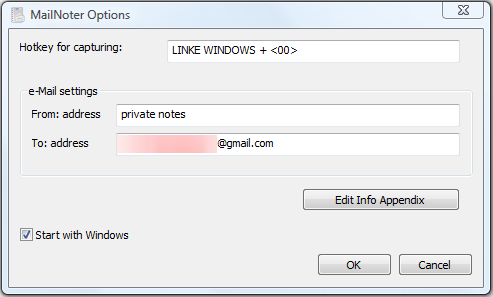 MailNoter Options
Hotkey for capturing: LINKE WINDOWS + <00>
e-Mail settings
From: address private notes
To: address @gmail.com
Edit Info Appendix
Start with Windows
OK Cancel